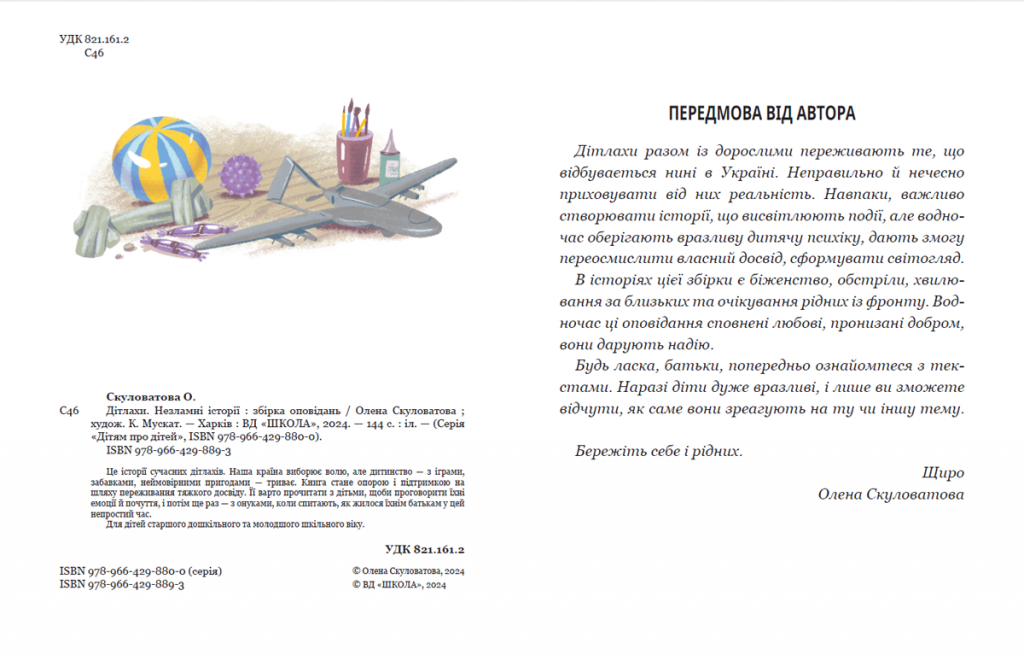 УДК 821.161.2
С46
Скуловатова О.
С46 Дітлахи. Незламні історії : збірка оповідань / Олена Скуловатова ;
худож. К. Мускат. — Харків : ВД «ШКОЛА», 2024. — 144 с. : іл. — (Серія
«Дітям про дітей», ISBN 978-966-429-880-0).
ISBN 978-966-429-889-3
Це історії сучасних дітлахів. Наша країна виборює волю, але дитинство — з іграми,
забавками, неймовірними пригодами — триває. Книга стане опорою і підтримкою на
шляху переживання тяжкого досвіду. Її варто прочитати з дітьми, щоби проговорити їхні
емоції й почуття, і потім ще раз — з онуками, коли спитають, як жилося їхнім батькам у цей
непростий час.
Для дітей старшого дошкільного та молодшого шкільного віку.
УДК 821.161.2
ISBN 978-966-429-880-0 (серія)
ISBN 978-966-429-889-3
© Олена Скуловатова, 2024
© ВД «ШКОЛА», 2024
ПЕРЕДМОВА ВІД АВТОРА
Дітлахи разом із дорослими переживають те, що
відбувається нині в Україні. Неправильно й нечесно
приховувати від них реальність. Навпаки, важливо
створювати історії, що висвітлюють події, але водно-
час оберігають вразливу дитячу психіку, дають змогу
переосмислити власний досвід, сформувати світогляд.
В історіях цієї збірки є біженство, обстріли, хвилю-
вання за близьких та очікування рідних із фронту. Вод-
ночас ці оповідання сповнені любові, пронизані добром,
вони дарують надію.
Будь ласка, батьки, попередньо ознайомтеся з тек-
стами. Наразі діти дуже вразливі, і лише ви зможете
відчути, як саме вони зреагують на ту чи іншу тему.
Бережіть себе і рідних.
Щиро
Олена Скуловатова